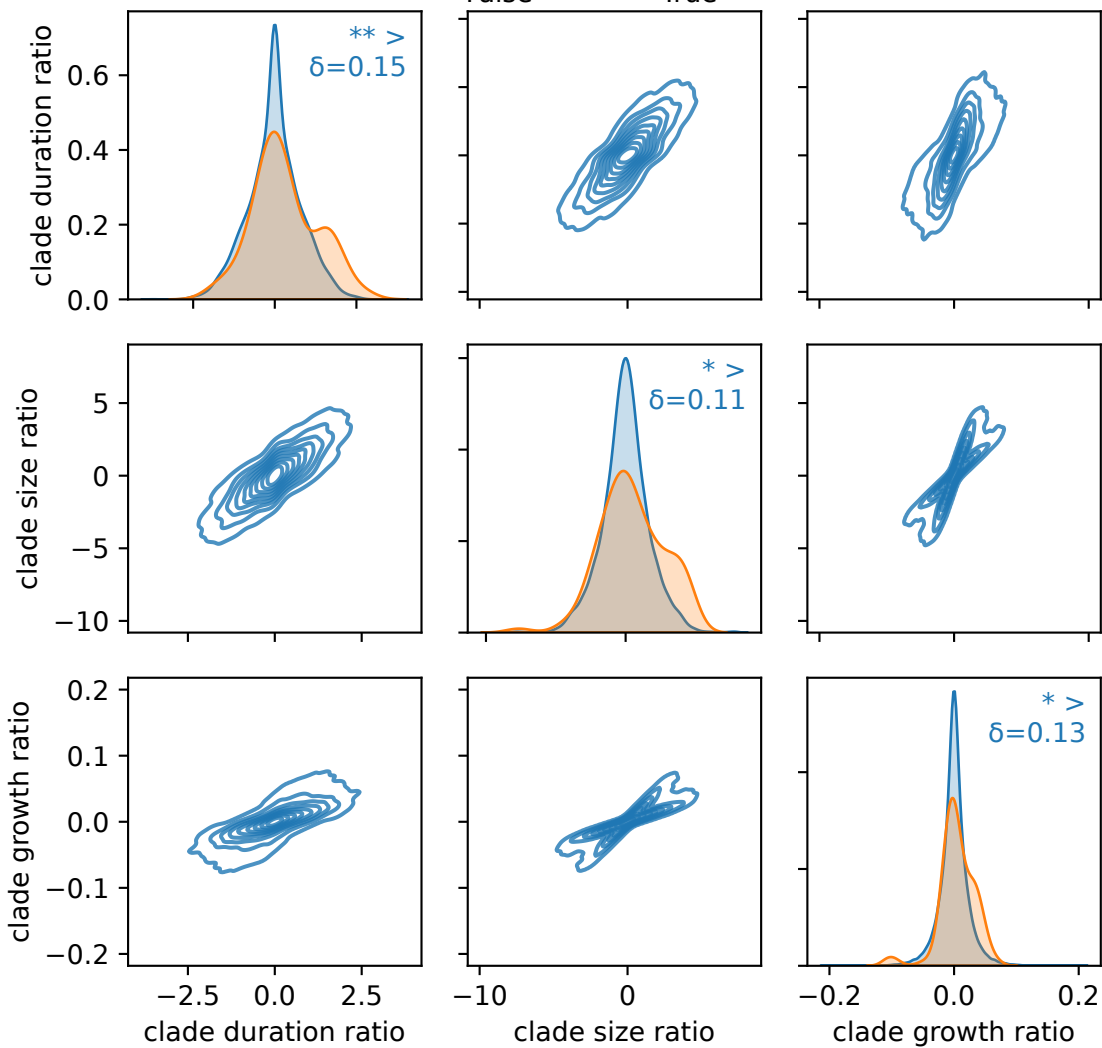 clade duration ratio
0.6
0.4
0.2
0.0
** >
δ=0.15
clade size ratio
5
0
−5
−10
* >
δ=0.11
clade growth ratio
0.2
0.1
0.0
−0.1
−0.2
* >
δ=0.13
−2.5 0.0 2.5
−10 0
−0.2 0.0 0.2
clade duration ratio
clade size ratio
clade growth ratio